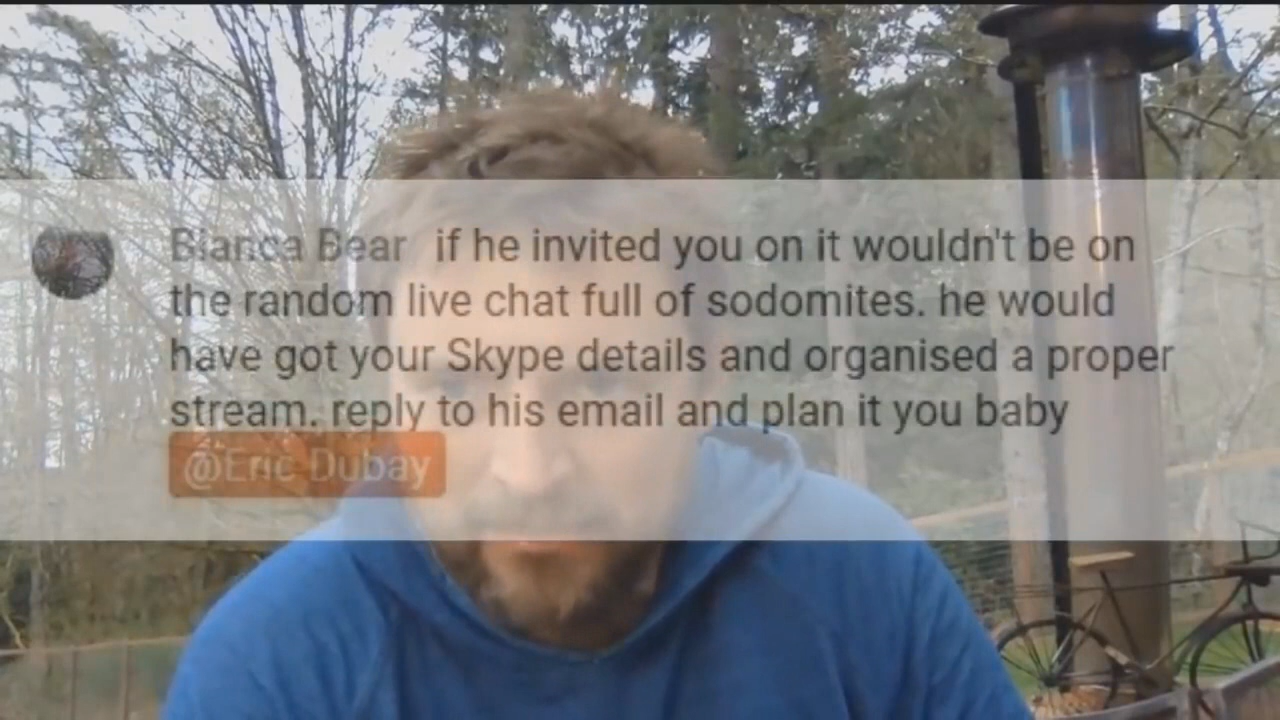 Bianca Bear if he invited you on it wouldn't be on
the random live chat full of sodomites. he would
have got your Skype details and organised a proper
stream. reply to his email and plan it you baby
@Eric Dubay